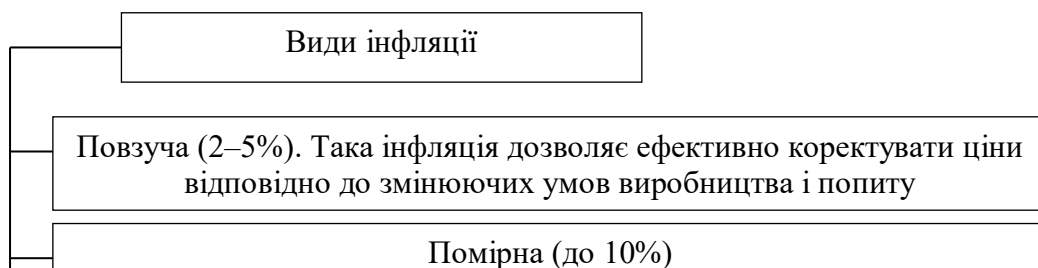 Види інфляції
Повзуча (2–5%). Така інфляція дозволяє ефективно коректувати ціни
відповідно до змінюючих умов виробництва і попиту
Помірна (до 10%)